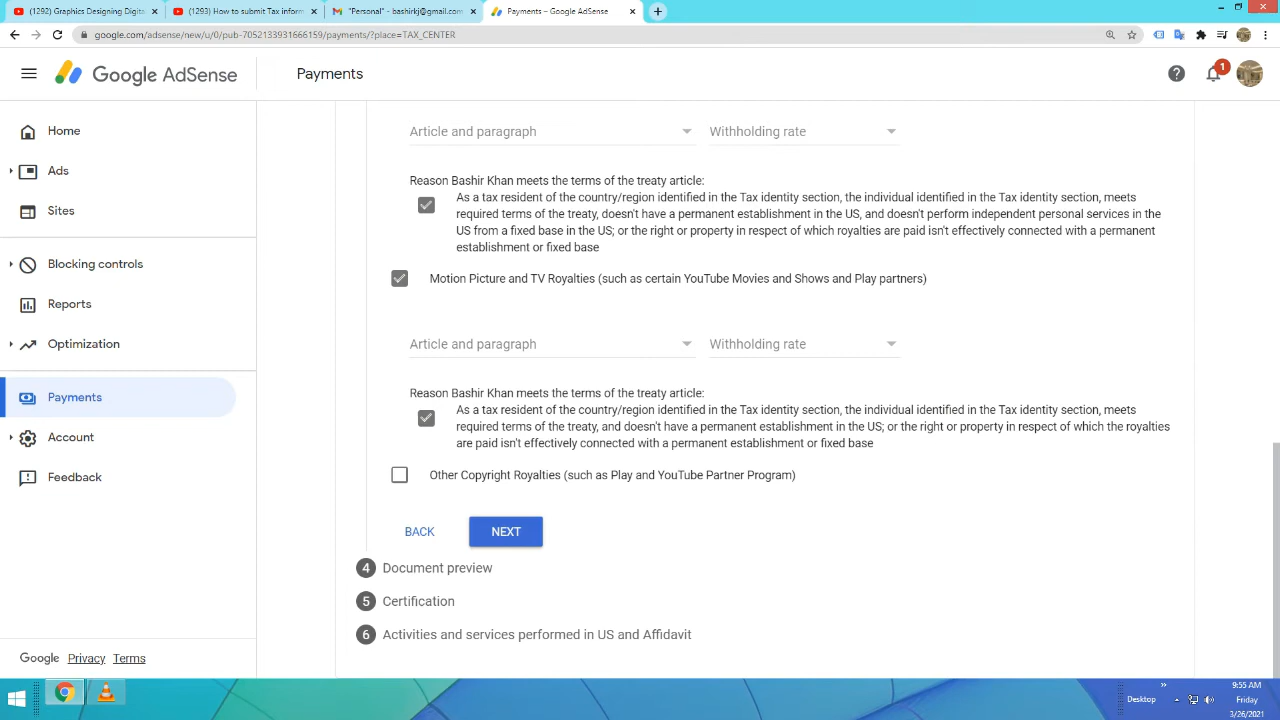 (1292) Graphics Designing Digit
(1293) How to submit Tax inform
"Personal" - bashirkj@gmail.com
Payments – Google AdSense
google.com/adsense/new/u/0/pub-7052133931666159/payments/?place=TAX_CENTER
Google AdSense
Payments
1
Home
Ads
Sites
Blocking controls
Reports
Optimization
Payments
Account
Feedback
Google Privacy Terms
Article and paragraph
Withholding rate
Reason Bashir Khan meets the terms of the treaty article:
As a tax resident of the country/region identified in the Tax identity section, the individual identified in the Tax identity section, meets
required terms of the treaty, doesn't have a permanent establishment in the US, and doesn't perform independent personal services in the
US from a fixed base in the US; or the right or property in respect of which royalties are paid isn't effectively connected with a permanent
establishment or fixed base
Motion Picture and TV Royalties (such as certain YouTube Movies and Shows and Play partners)
Article and paragraph
Withholding rate
Reason Bashir Khan meets the terms of the treaty article:
As a tax resident of the country/region identified in the Tax identity section, the individual identified in the Tax identity section, meets
required terms of the treaty, and doesn't have a permanent establishment in the US; or the right or property in respect of which the royalties
are paid isn't effectively connected with a permanent establishment or fixed base
Other Copyright Royalties (such as Play and YouTube Partner Program)
BACK
NEXT
4 Document preview
5 Certification
6 Activities and services performed in US and Affidavit
Desktop
9:55 AM
Friday
3/26/2021